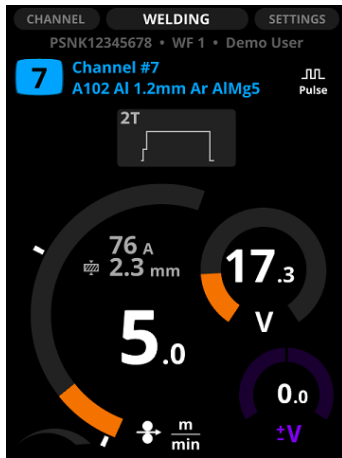 CHANNEL WELDING SETTINGS
PSNK12345678 • WF 1 • Demo User
7 Channel #7
A102 Al 1.2mm Ar AlMg5
Pulse
2T
76 A
2.3 mm
5.0
m
min
17.3
V
0.0
±V